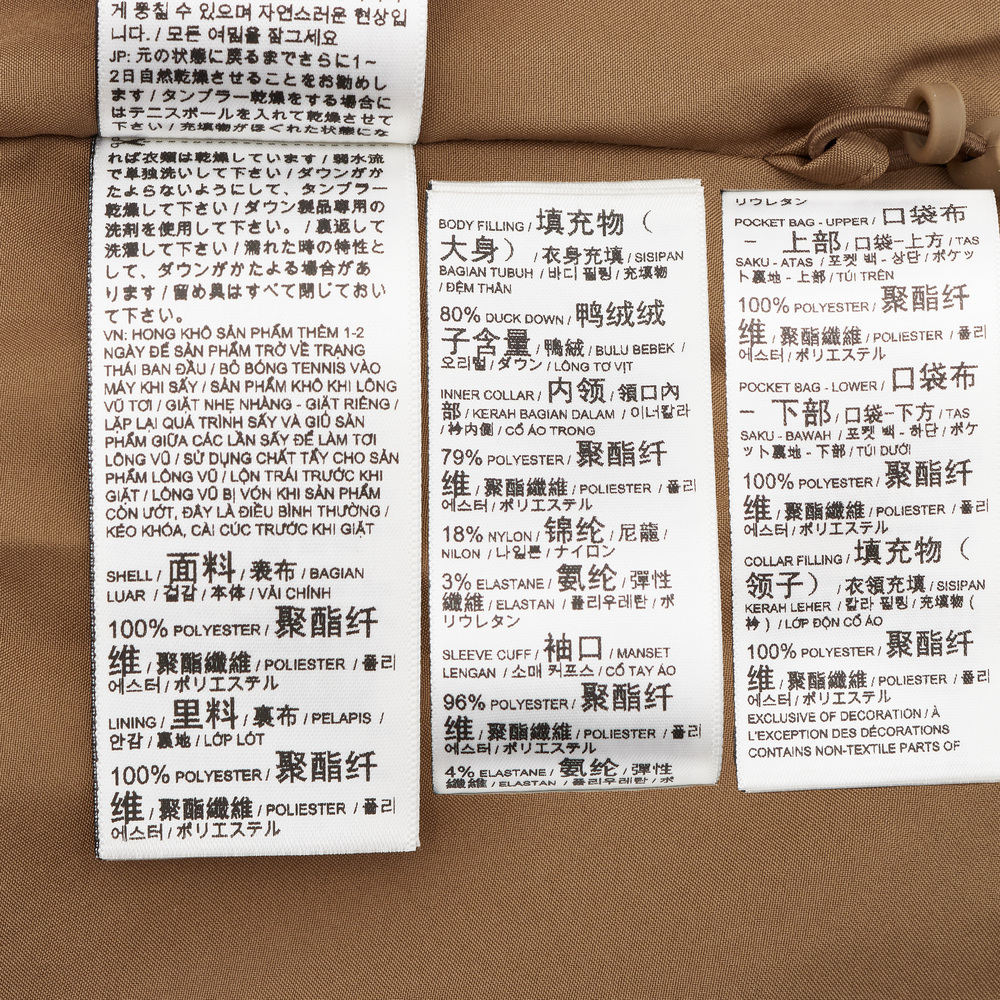 게 뭉칠 수 있으며 자연스러운 현상입
니다. / 모든 여밈을 잠그세요
JP: 元の状態に戻るまでさらに1~
2日自然乾燥させることをお勧めし
ます / タンブラー乾燥をする場合に
はテニスボールを入れて乾燥させて
下さい / 充填物がほぐれた状態にな
れば衣類は乾燥しています / 弱水流
で単独洗いして下さい / ダウンがか
たよらないようにして、タンブラー
乾燥して下さい / ダウン製品専用の
洗剤を使用して下さい。 / 裏返して
洗濯して下さい / 濡れた時の特性と
して、ダウンがかたよる場合があ
ります / 留め具はすべて閉じておい
て下さい。
VN: HONG KHÔ SẢN PHẨM THÊM 1-2
NGÀY ĐỂ SẢN PHẨM TRỞ VỀ TRẠNG
THÁI BAN ĐẦU / BỎ BÓNG TENNIS VÀO
MÁY KHI SẤY / SẢN PHẨM KHÔ KHI LÔNG
VŨ TƠI / GIẶT NHẸ NHÀNG - GIẶT RIÊNG /
LẶP LẠI QUÁ TRÌNH SẤY VÀ GIŨ SẢN
PHẨM GIỮA CÁC LẦN SẤY ĐỂ LÀM TƠI
LÔNG VŨ / SỬ DỤNG CHẤT TẨY CHO SẢN
PHẨM LÔNG VŨ / LỘN TRÁI TRƯỚC KHI
GIẶT / LÔNG VŨ BỊ VÓN KHI SẢN PHẨM
CÒN ƯỚT, ĐÂY LÀ ĐIỀU BÌNH THƯỜNG /
KÉO KHÓA, CÀI CÚC TRƯỚC KHI GIẶT
SHELL / 面料 / 表布 / BAGIAN
LUAR / 겉감 / 本体 / VẢI CHÍNH
100% POLYESTER / 聚酯纤
维 / 聚酯纖維 / POLIESTER / 폴리
에스터 / ポリエステル
LINING / 里料 / 裏布 / PELAPIS /
안감 / 裏地 / LỚP LÓT
100% POLYESTER / 聚酯纤
维 / 聚酯纖維 / POLIESTER / 폴리
에스터 / ポリエステル
BODY FILLING / 填充物（
大身） / 衣身充填 / SISIPAN
BAGIAN TUBUH / 바디 필링 / 充填物
/ ĐỆM THÂN
80% DUCK DOWN / 鸭绒绒
子含量 / 鴨絨 / BULU BEBEK /
오리털 / ダウン / LÔNG TƠ VỊT
INNER COLLAR / 内领 / 領口內
部 / KERAH BAGIAN DALAM / 이너칼라
/ 衿内側 / CỔ ÁO TRONG
79% POLYESTER / 聚酯纤
维 / 聚酯纖維 / POLIESTER / 폴리
에스터 / ポリエステル
18% NYLON / 锦纶 / 尼龍 /
NILON / 나일론 / ナイロン
3% ELASTANE / 氨纶 / 彈性
纖維 / ELASTAN / 폴리우레탄 / ポ
リウレタン
SLEEVE CUFF / 袖口 / MANSET
LENGAN / 소매 커프스 / CỔ TAY ÁO
96% POLYESTER / 聚酯纤
维 / 聚酯纖維 / POLIESTER / 폴리
에스터 / ポリエステル
4% ELASTANE / 氨纶 / 彈性
纖維 / ELASTAN / 폴리우레탄 / ポ
リウレタン
POCKET BAG - UPPER / 口袋布
– 上部 / 口袋–上方 / TAS
SAKU - ATAS / 포켓 백 - 상단 / ポケッ
ト裏地 - 上部 / TÚI TRÊN
100% POLYESTER / 聚酯纤
维 / 聚酯纖維 / POLIESTER / 폴리
에스터 / ポリエステル
POCKET BAG - LOWER / 口袋布
– 下部 / 口袋–下方 / TAS
SAKU - BAWAH / 포켓 백 - 하단 / ポケ
ット裏地 - 下部 / TÚI DƯỚI
100% POLYESTER / 聚酯纤
维 / 聚酯纖維 / POLIESTER / 폴리
에스터 / ポリエステル
COLLAR FILLING / 填充物（
领子） / 衣領充填 / SISIPAN
KERAH LEHER / 칼라 필링 / 充填物 (
衿 ) / LỚP ĐỘN CỔ ÁO
100% POLYESTER / 聚酯纤
维 / 聚酯纖維 / POLIESTER / 폴리
에스터 / ポリエステル
EXCLUSIVE OF DECORATION / À
L'EXCEPTION DES DÉCORATIONS
CONTAINS NON-TEXTILE PARTS OF